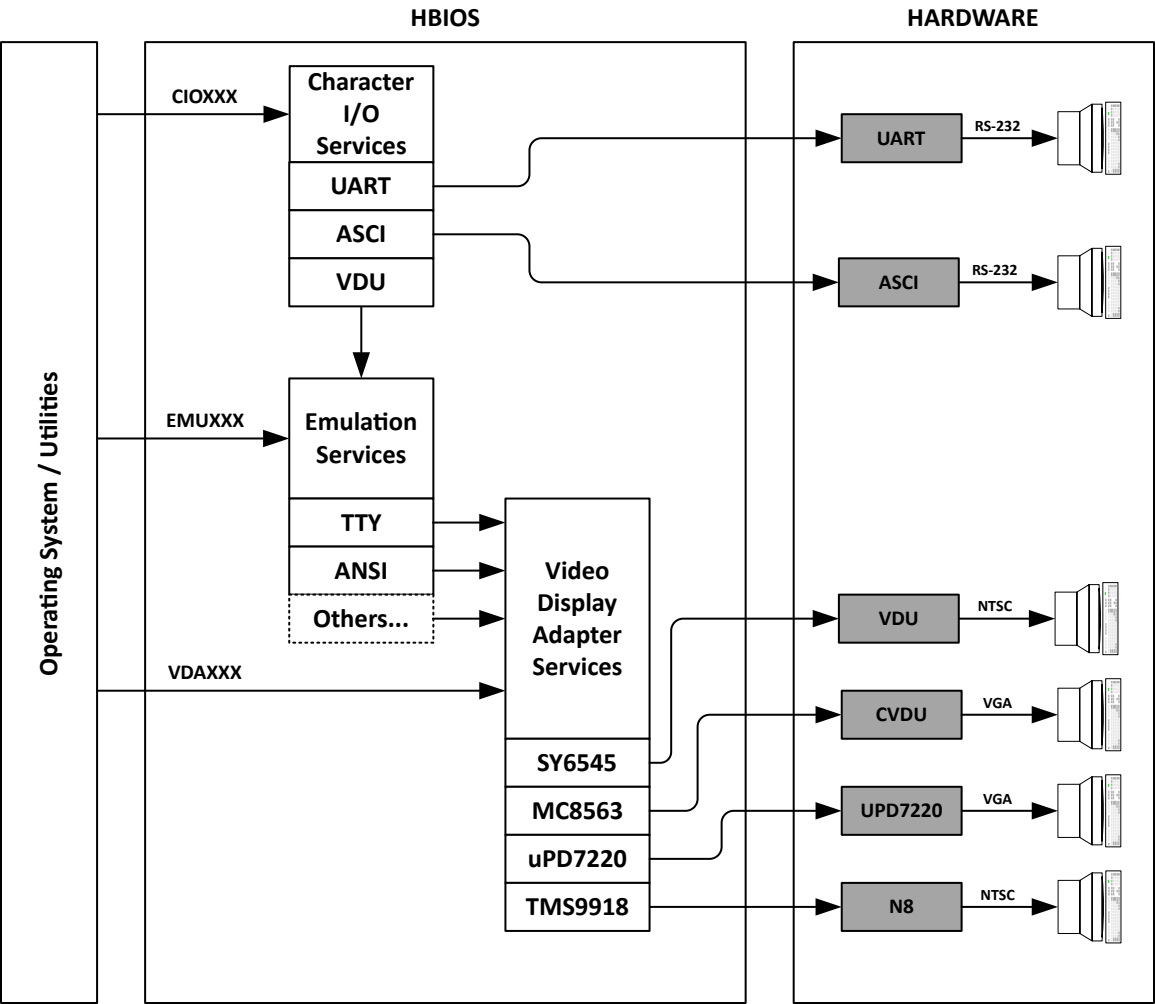 HBIOS
HARDWARE
Operating System / Utilities
CIOXXX
Character
I/O
Services
UART
ASCI
VDU
EMUXXX
Emulation
Services
TTY
ANSI
Others...
VDAXXX
Video
Display
Adapter
Services
SY6545
MC8563
uPD7220
TMS9918
UART
RS-232
ASCI
RS-232
VDU
NTSC
CVDU
VGA
UPD7220
VGA
N8
NTSC